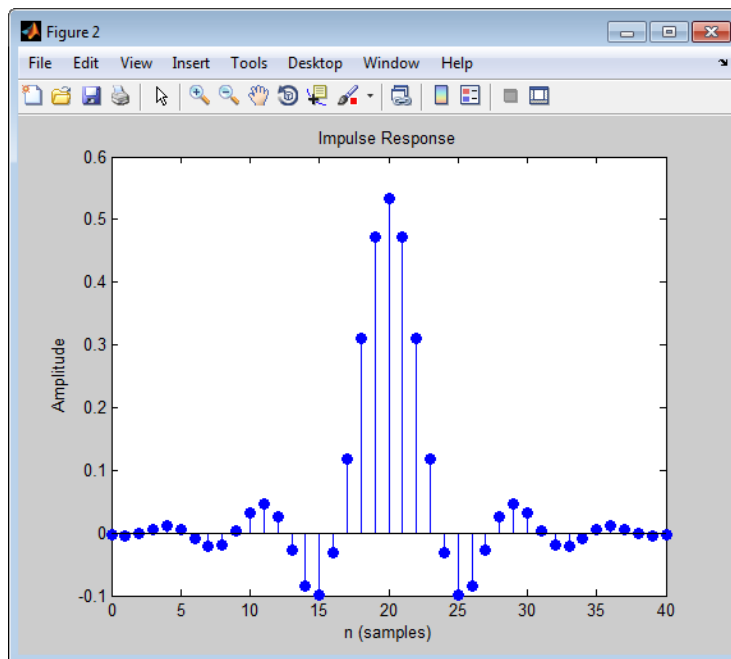 Figure 2
File Edit View Insert Tools Desktop Window Help
Impulse Response
0.6
0.5
0.4
0.3
0.2
0.1
0
-0.1
Amplitude
0 5 10 15 20 25 30 35 40
n (samples)